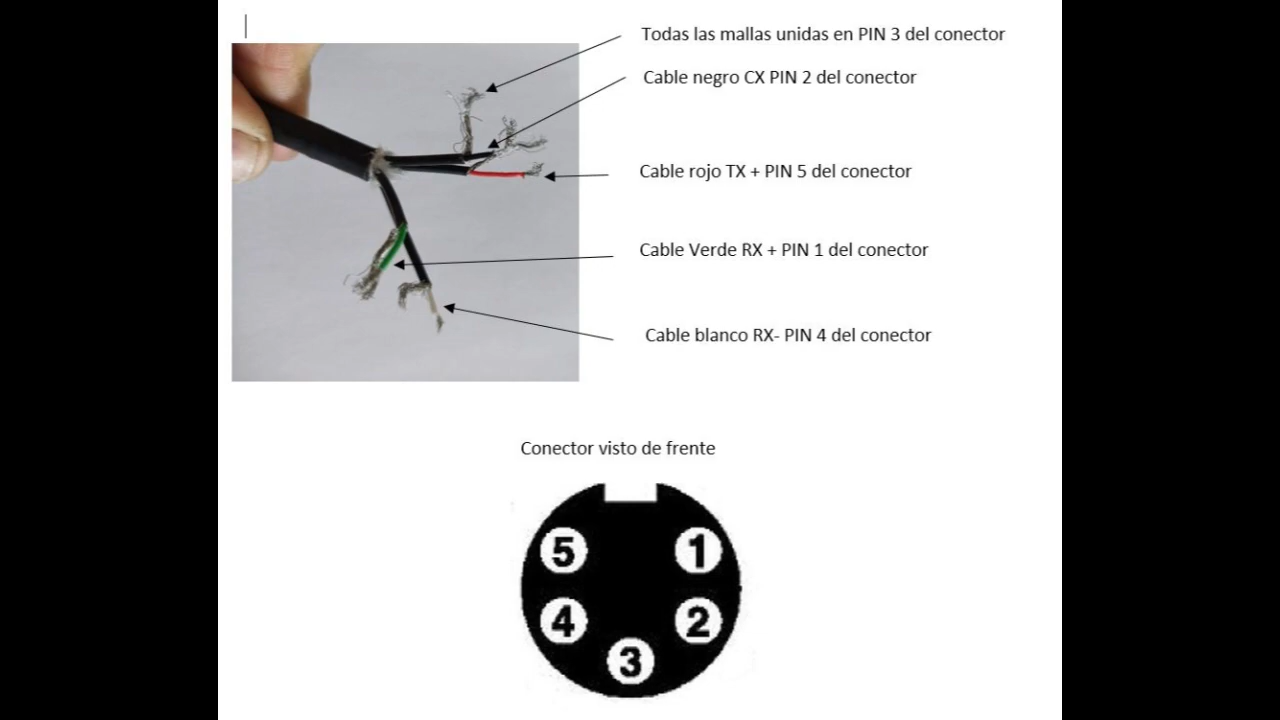 Todas las mallas unidas en PIN 3 del conector
Cable negro CX PIN 2 del conector
Cable rojo TX + PIN 5 del conector
Cable Verde RX + PIN 1 del conector
Cable blanco RX- PIN 4 del conector
Conector visto de frente
5 1
4 2
3